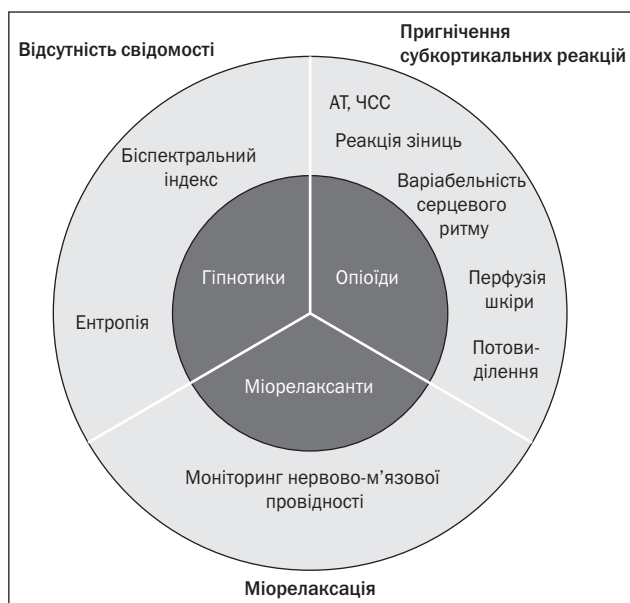 Відсутність свідомості
Пригнічення
субкортикальних реакцій
АТ, ЧСС
Реакція зіниць
Біспектральний
індекс
Варіабельність
серцевого
ритму
Гіпнотики
Опіоїди
Перфузія
шкіри
Ентропія
Потови-
ділення
Міорелаксанти
Моніторинг нервово-м’язової
провідності
Міорелаксація